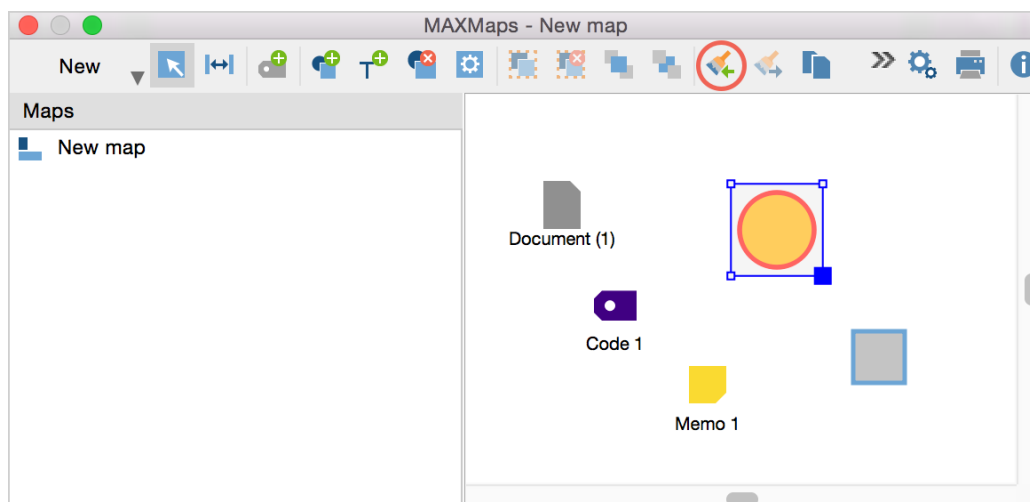 MAXMaps - New map
New
Maps
New map
Document (1)
Code 1
Memo 1